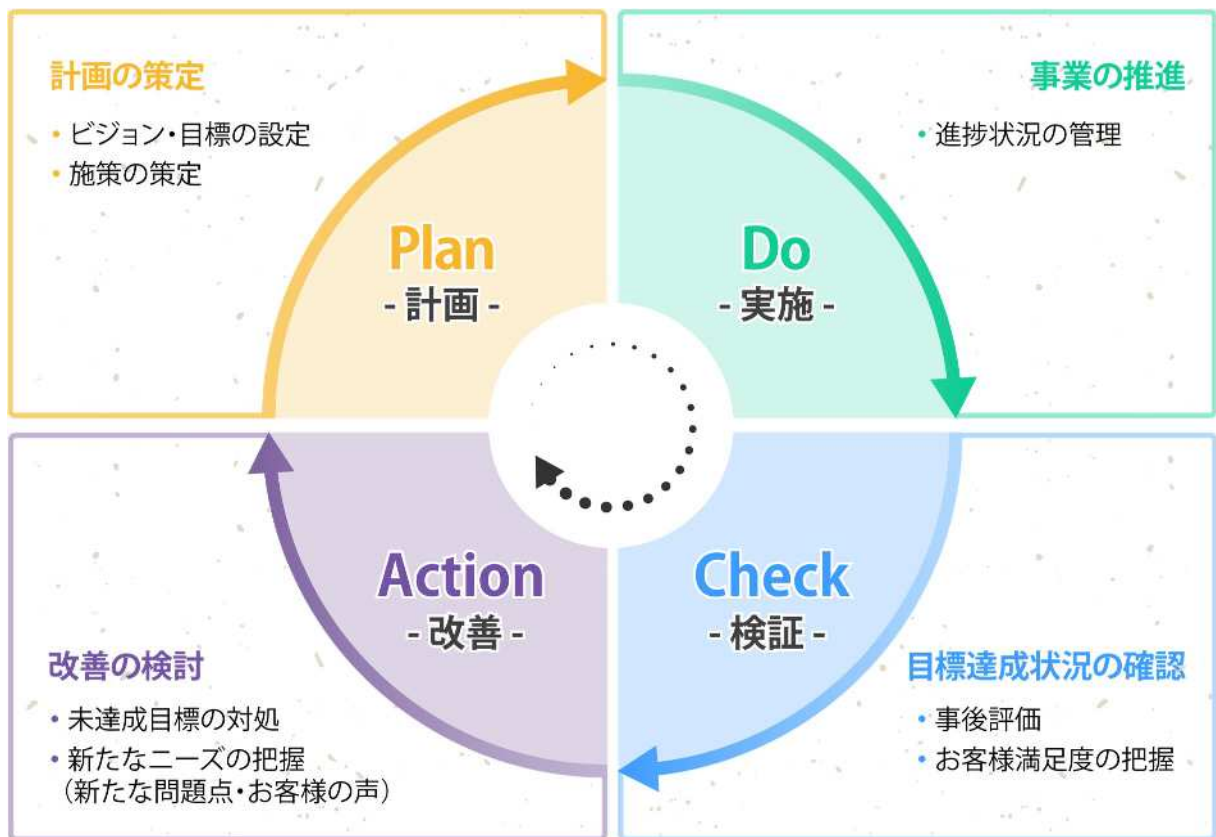 計画の策定
・ビジョン・目標の設定
・施策の策定
Plan
- 計画 -
事業の推進
・進捗状況の管理
Do
- 実施 -
目標達成状況の確認
・事後評価
・お客様満足度の把握
Check
- 検証 -
改善の検討
・未達成目標の対処
・新たなニーズの把握
（新たな問題点・お客様の声）
Action
- 改善 -